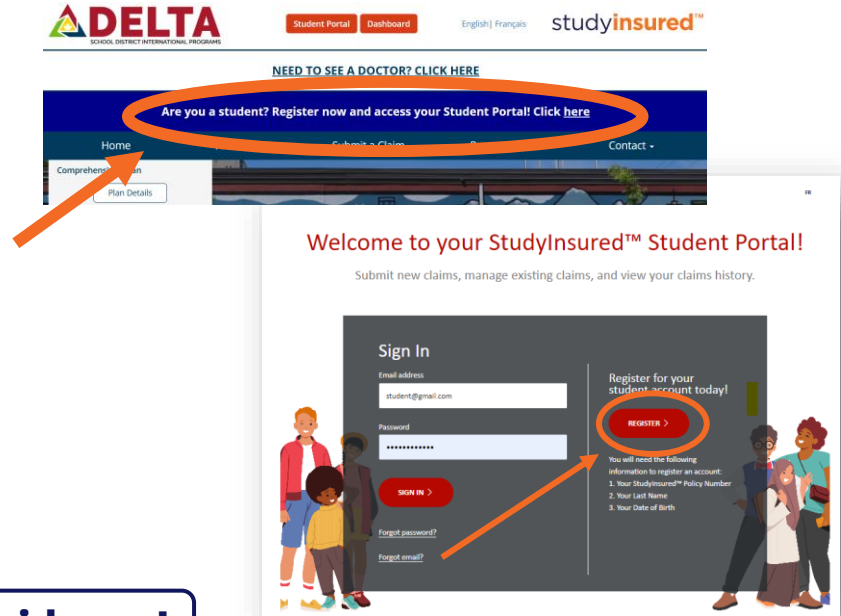 DELTA
SCHOOL DISTRICT INTERNATIONAL PROGRAMS
Student Portal
Dashboard
English| Français
studyinsured™
NEED TO SEE A DOCTOR? CLICK HERE
Are you a student? Register now and access your Student Portal! Click here
Home
Submit a Claim
Contact
Comprehensive Plan
Plan Details
FR
Welcome to your StudyInsured™ Student Portal!
Submit new claims, manage existing claims, and view your claims history.
Sign In
Email address
student@gmail.com
Password
••••••••••••
SIGN IN >
Forgot password?
Forgot email?
Register for your
student account today!
REGISTER >
You will need the following
information to register an account:
1. Your StudyInsured™ Policy Number
2. Your Last Name
3. Your Date of Birth